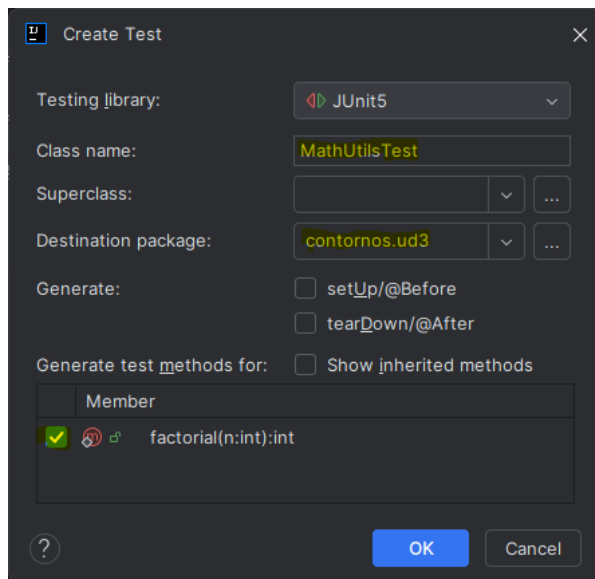 Create Test
Testing library:
JUnit5
Class name:
MathUtilsTest
Superclass:
...
Destination package:
contornos.ud3
...
Generate:
setUp/@Before
tearDown/@After
Generate test methods for:
Show inherited methods
Member
factorial(n:int):int
?
OK
Cancel